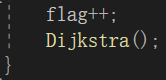 flag++;
Dijkstra();
}